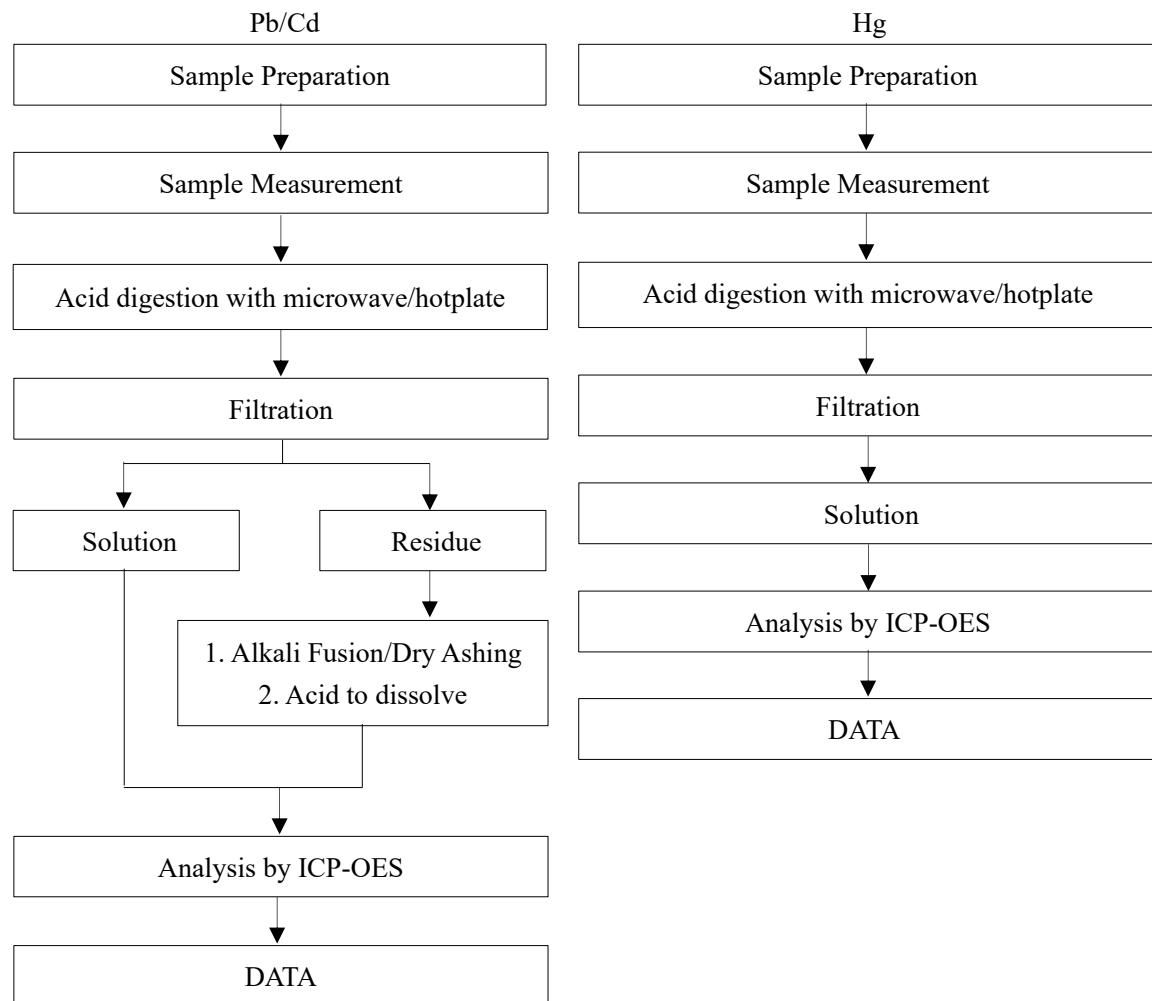 Pb/Cd
Sample Preparation
Sample Measurement
Acid digestion with microwave/hotplate
Filtration
Solution
Residue
1. Alkali Fusion/Dry Ashing
2. Acid to dissolve
Analysis by ICP-OES
DATA
Hg
Sample Preparation
Sample Measurement
Acid digestion with microwave/hotplate
Filtration
Solution
Analysis by ICP-OES
DATA